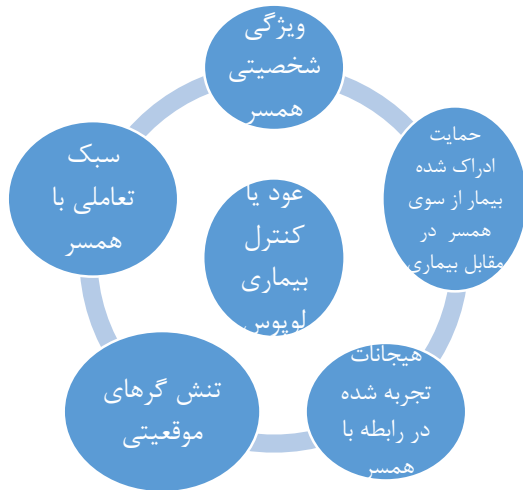 ویژگی
شخصیتی
همسر
حمایت
ادراک شده
بیمار از سوی
همسر در
مقابل بیماری
هیجانات
تجربه شده
در رابطه با
همسر
تنش گرهای
موقعیتی
سبک
تعاملی با
همسر
عود یا
کنترل
بیماری
لوپوس